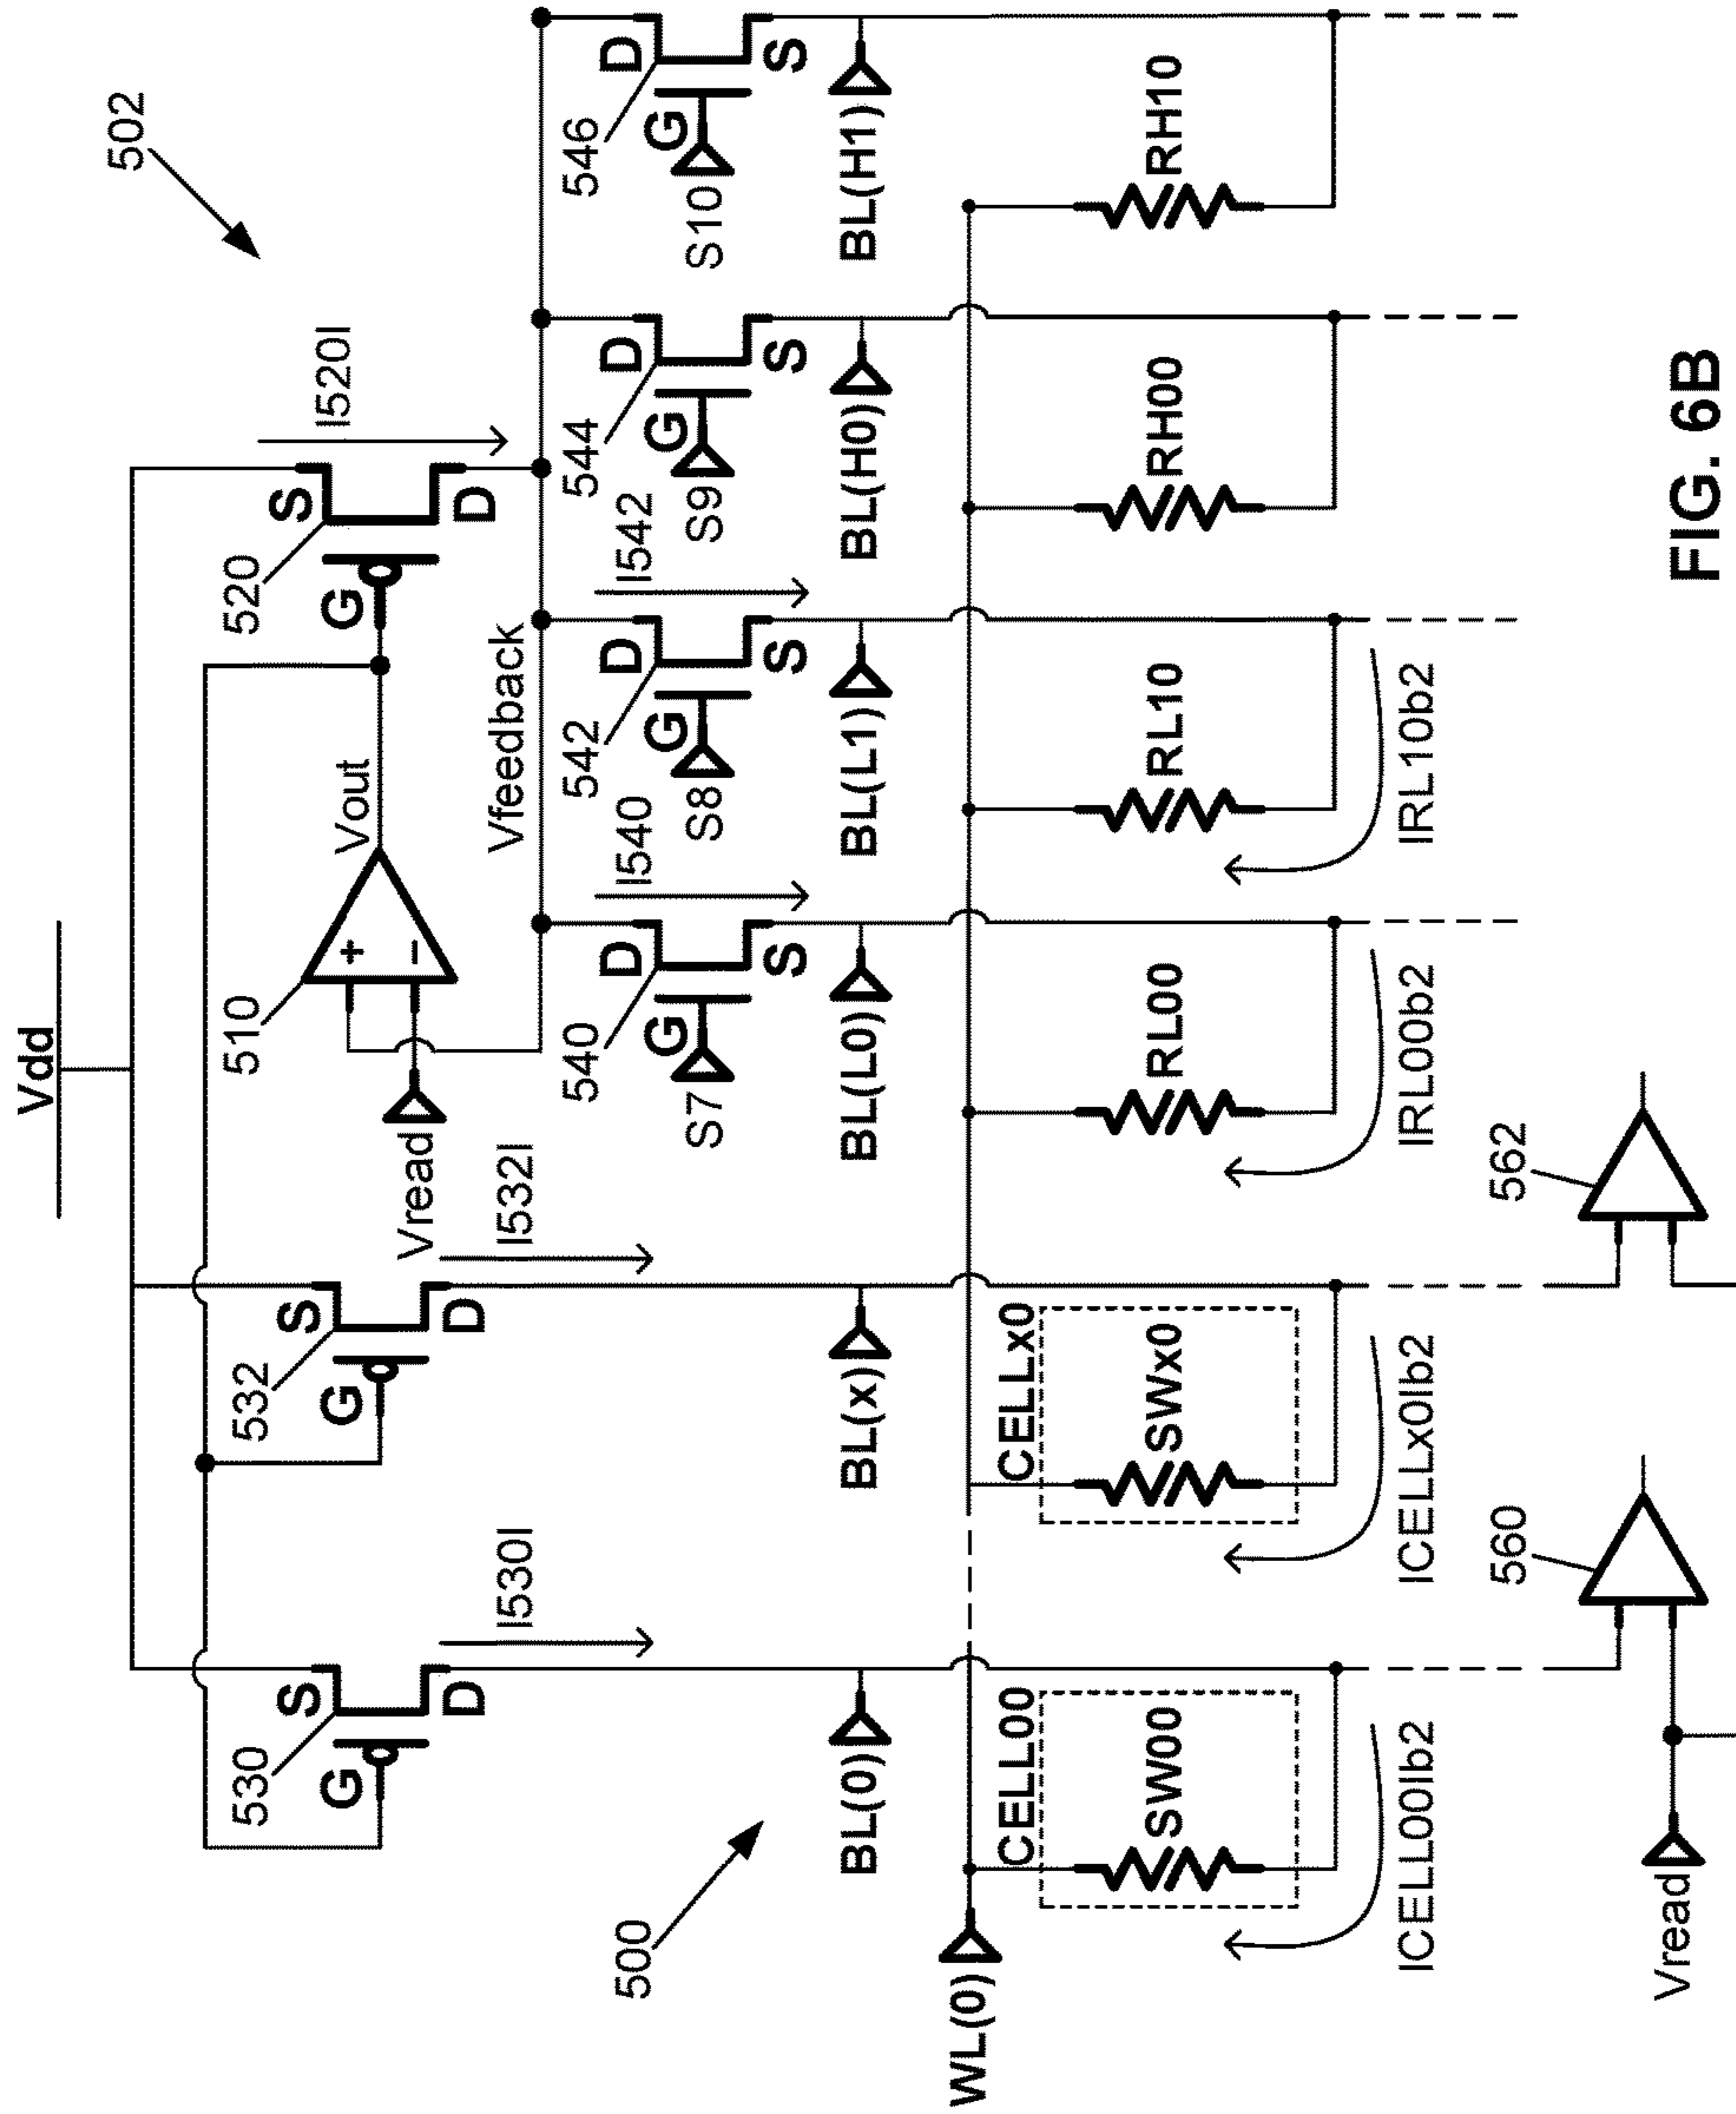 Vdd
502
530
S
G
D
I530I
532
S
G
D
I532I
510
+
−
Vread
Vout
520
S
G
D
I520I
Vfeedback
540
D
G
S
S7
I540
542
D
G
S
S8
I542
544
D
G
S
S9
546
D
G
S
S10
500
BL(0)
BL(x)
BL(L0)
BL(L1)
BL(H0)
BL(H1)
WL(0)
CELL00
SW00
CELLx0
SWx0
RL00
RL10
RH00
RH10
ICELL00Ib2
ICELLx0Ib2
IRL00b2
IRL10b2
560
562
Vread
FIG. 6B